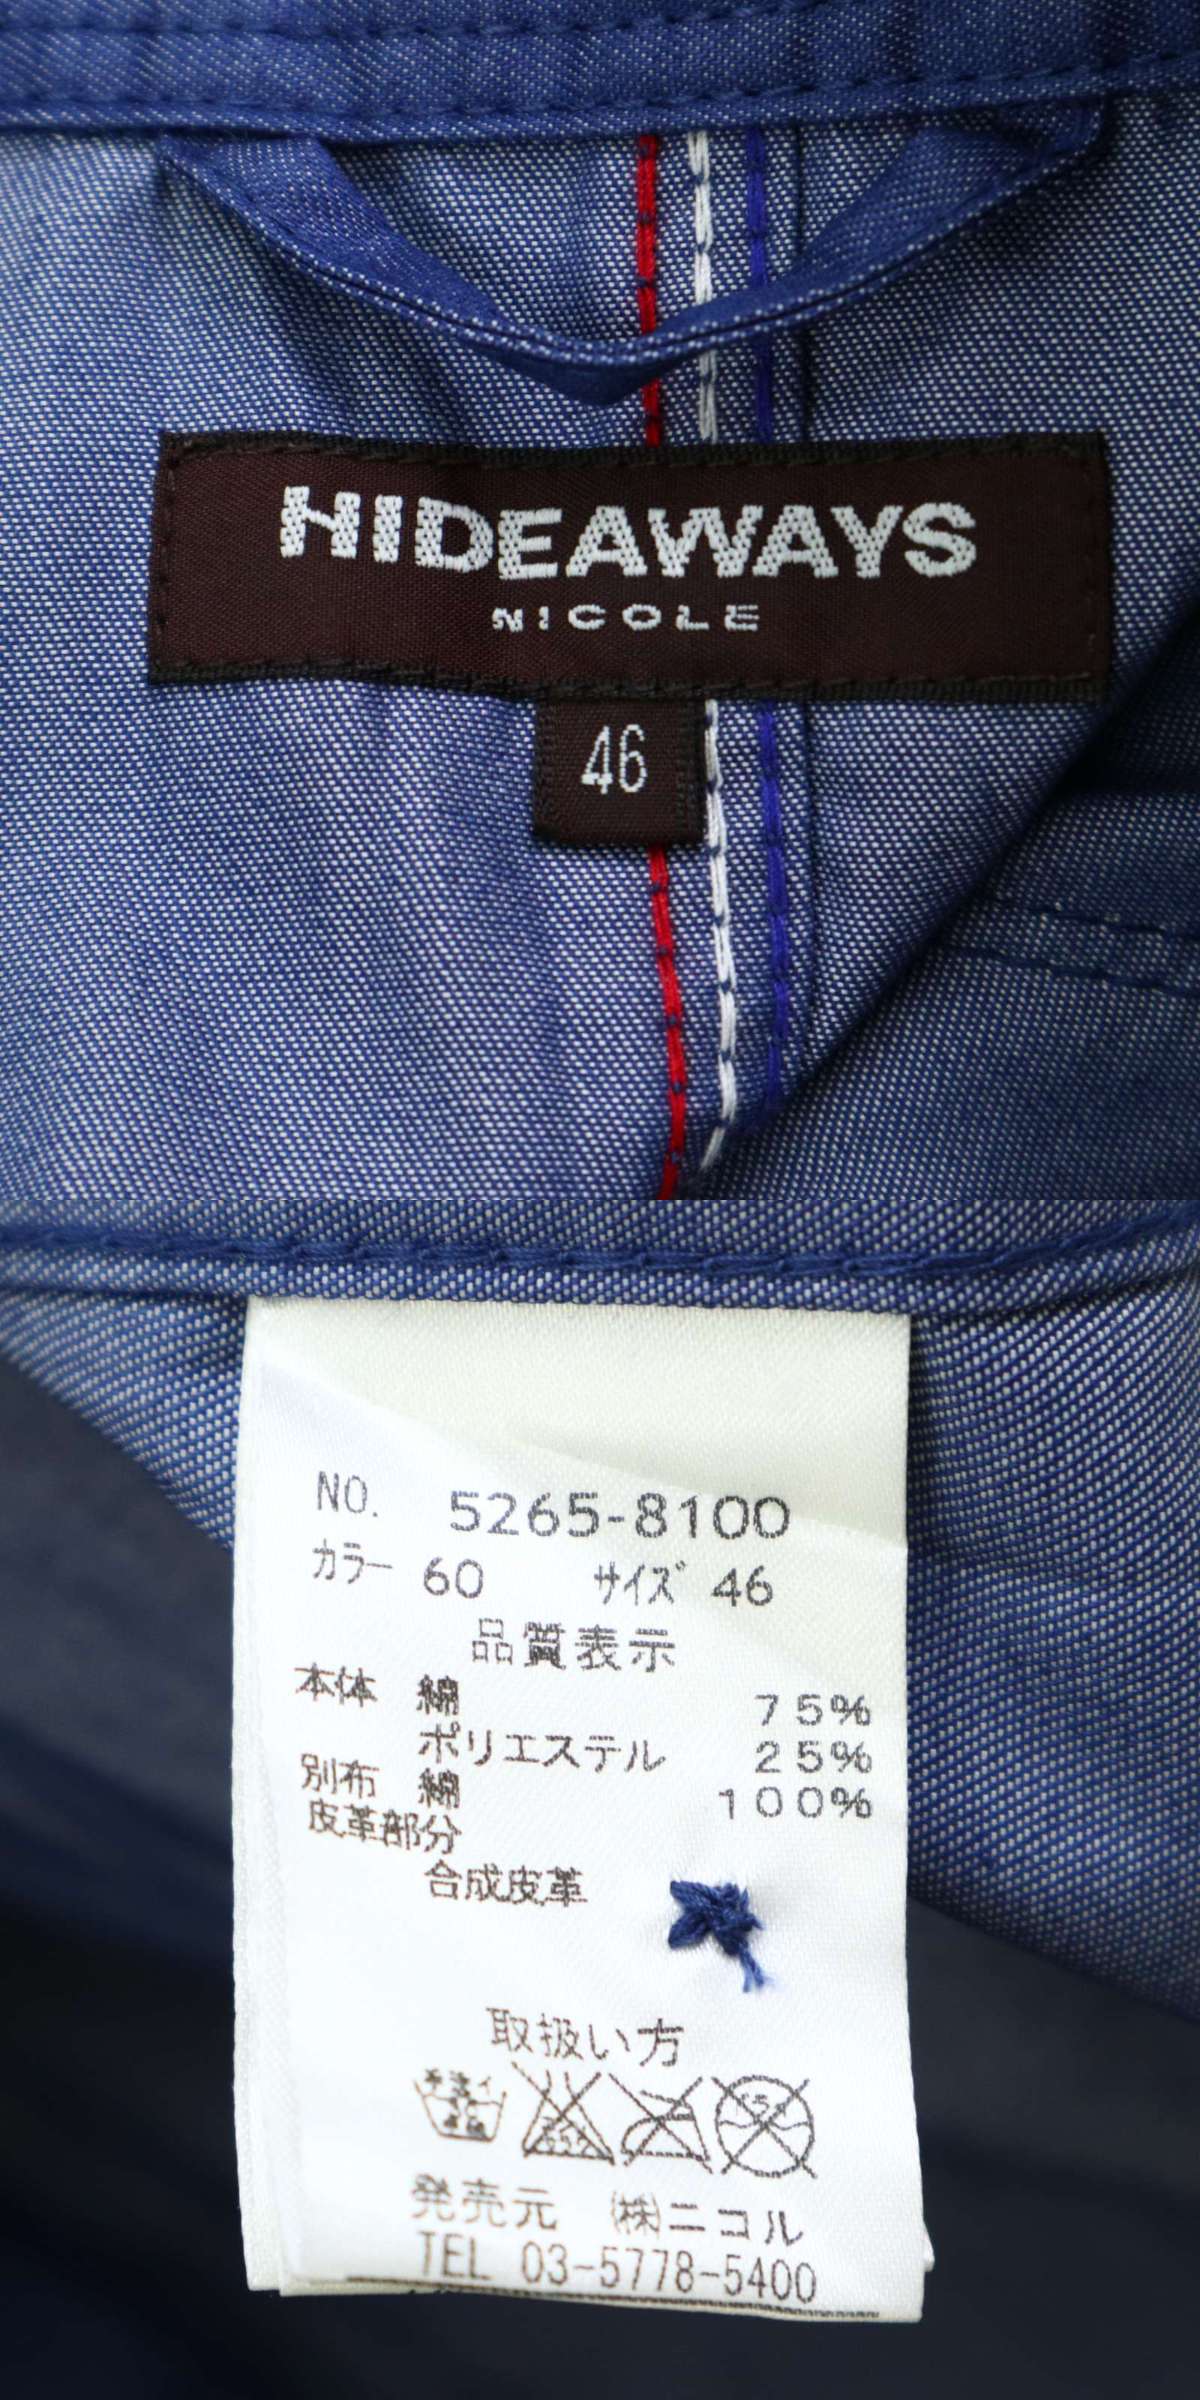 HIDEAWAYS
NICOLE
46
NO. 5265-8100
カラー 60 サイズ 46
品質表示
本体 綿 75%
ポリエステル 25%
別布 綿 100%
皮革部分
合成皮革
取扱い方
発売元 ㈱ニコル
TEL 03-5778-5400